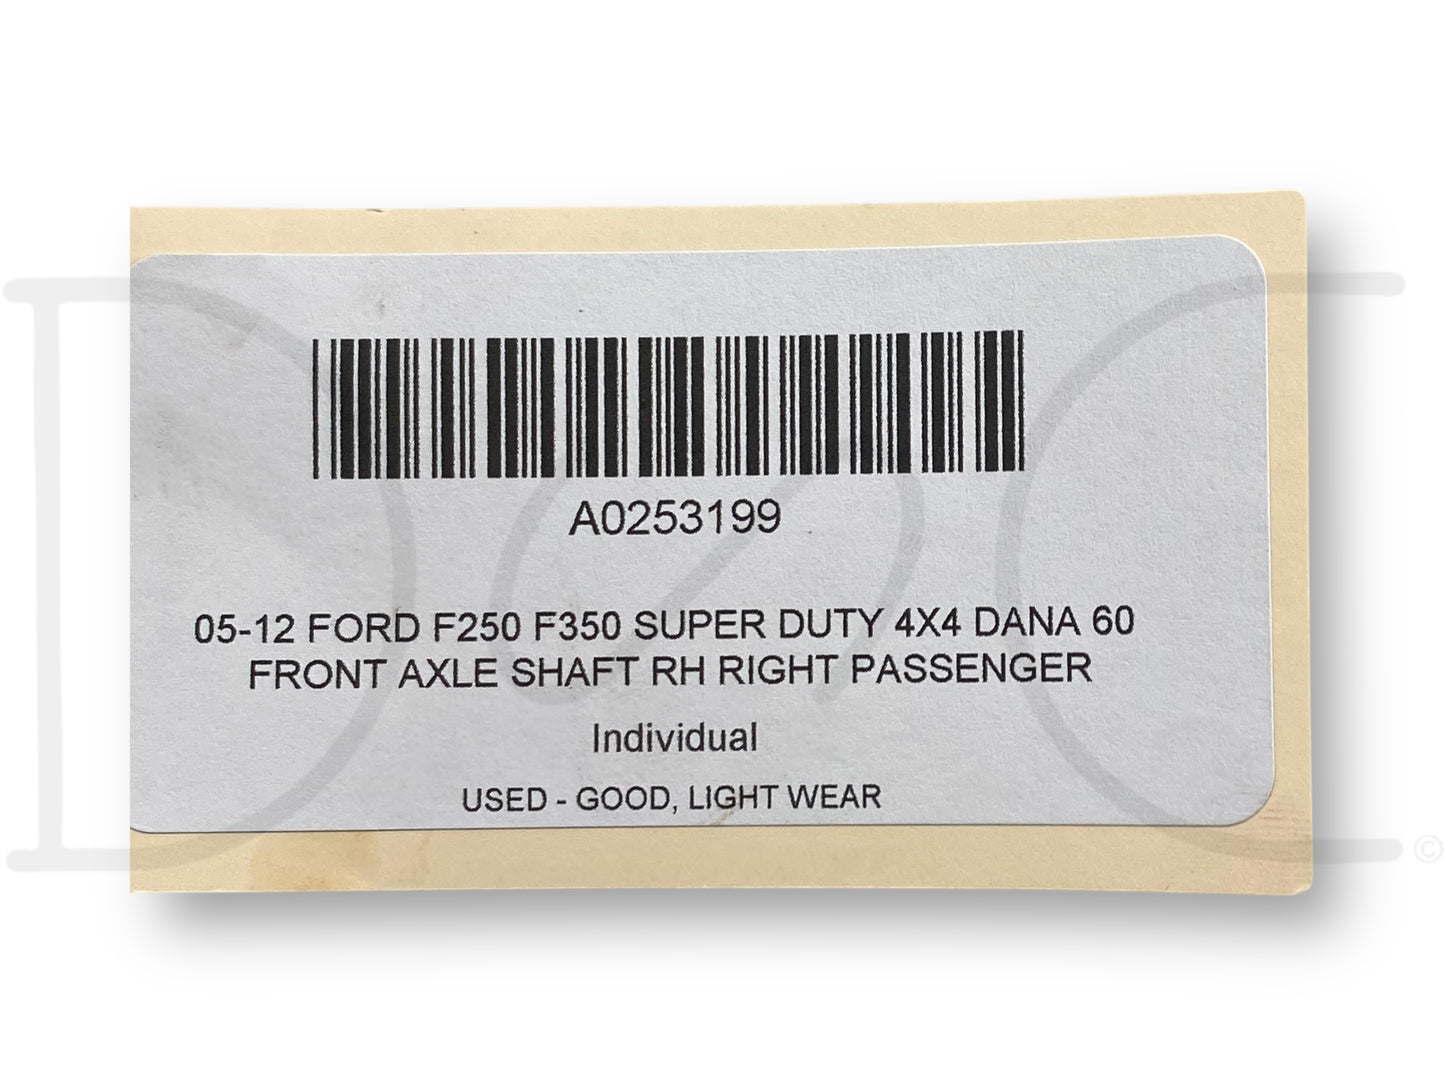 A0253199
05-12 FORD F250 F350 SUPER DUTY 4X4 DANA 60
FRONT AXLE SHAFT RH RIGHT PASSENGER
Individual
USED - GOOD, LIGHT WEAR
©